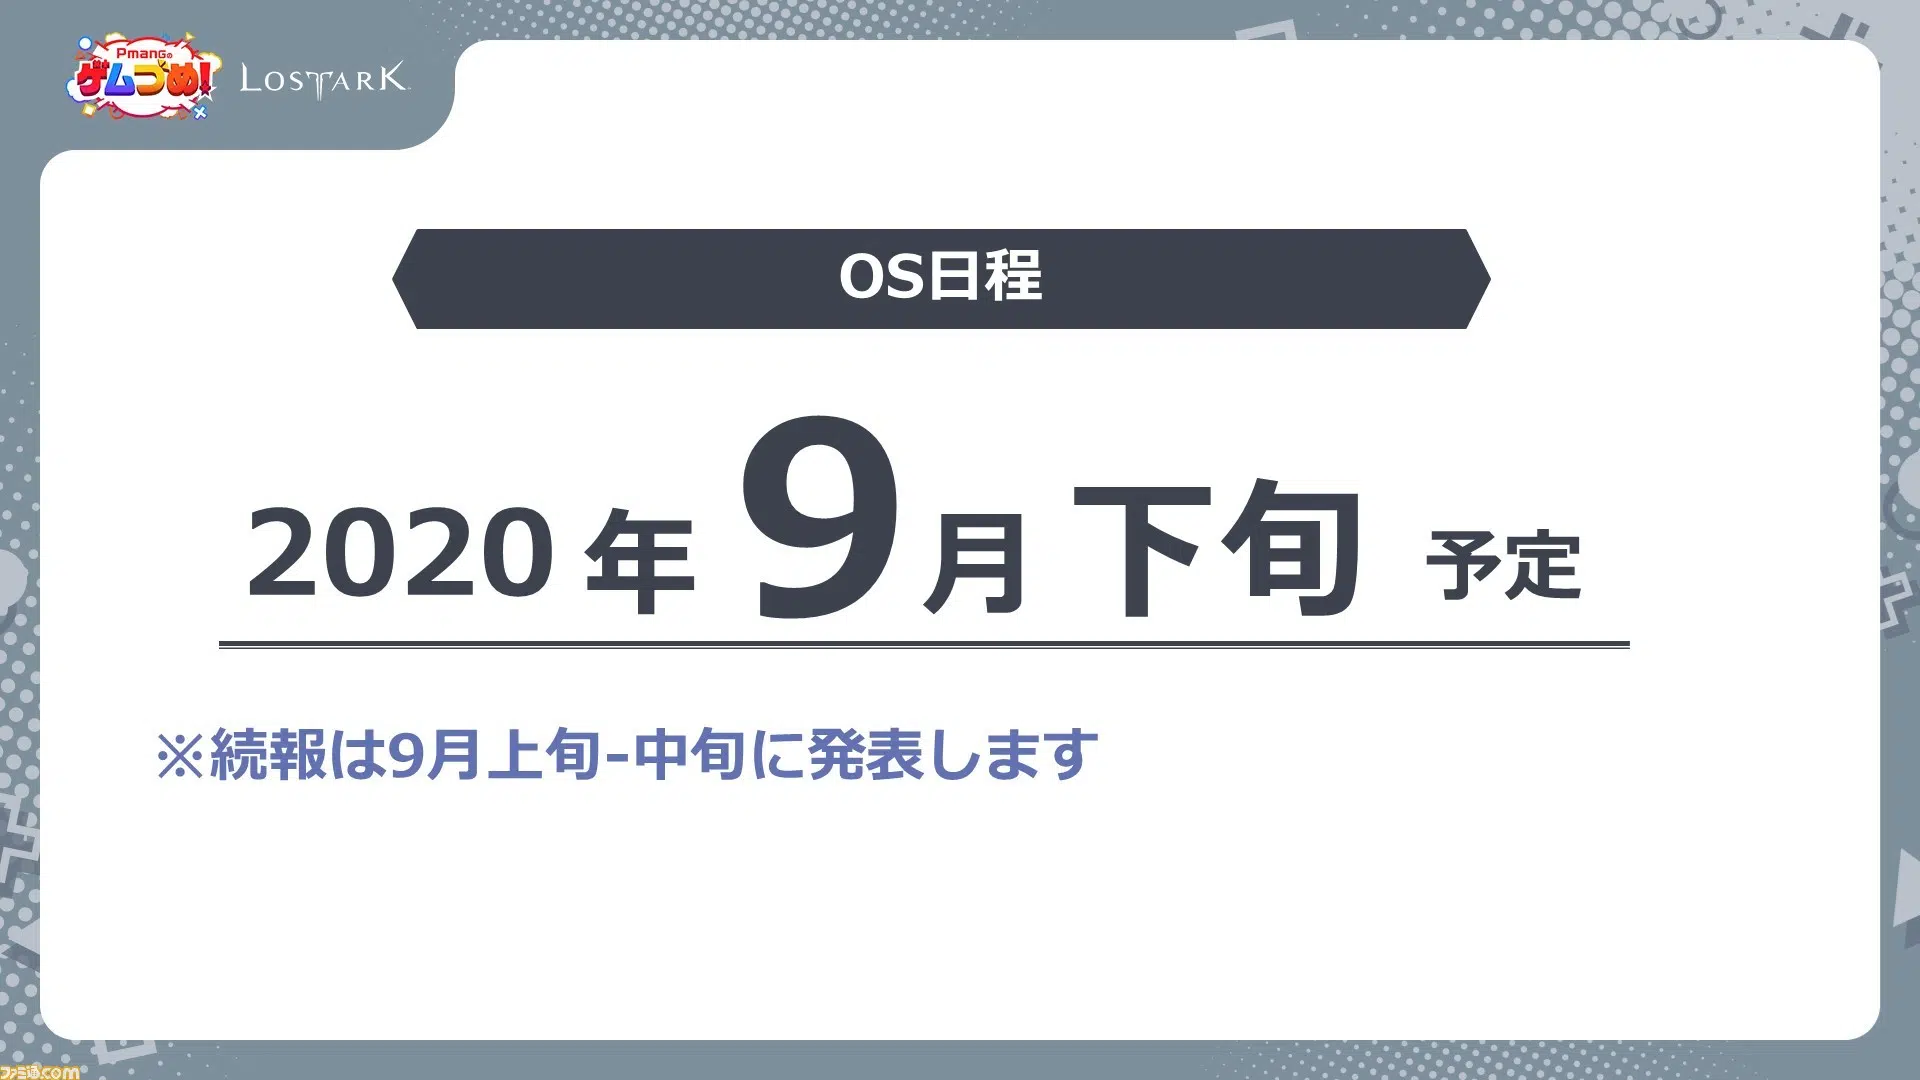 Pmangの
ゲムづめ!
LOST ARK
OS日程
2020年9月下旬 予定
※続報は9月上旬-中旬に発表します
ファミ通.com